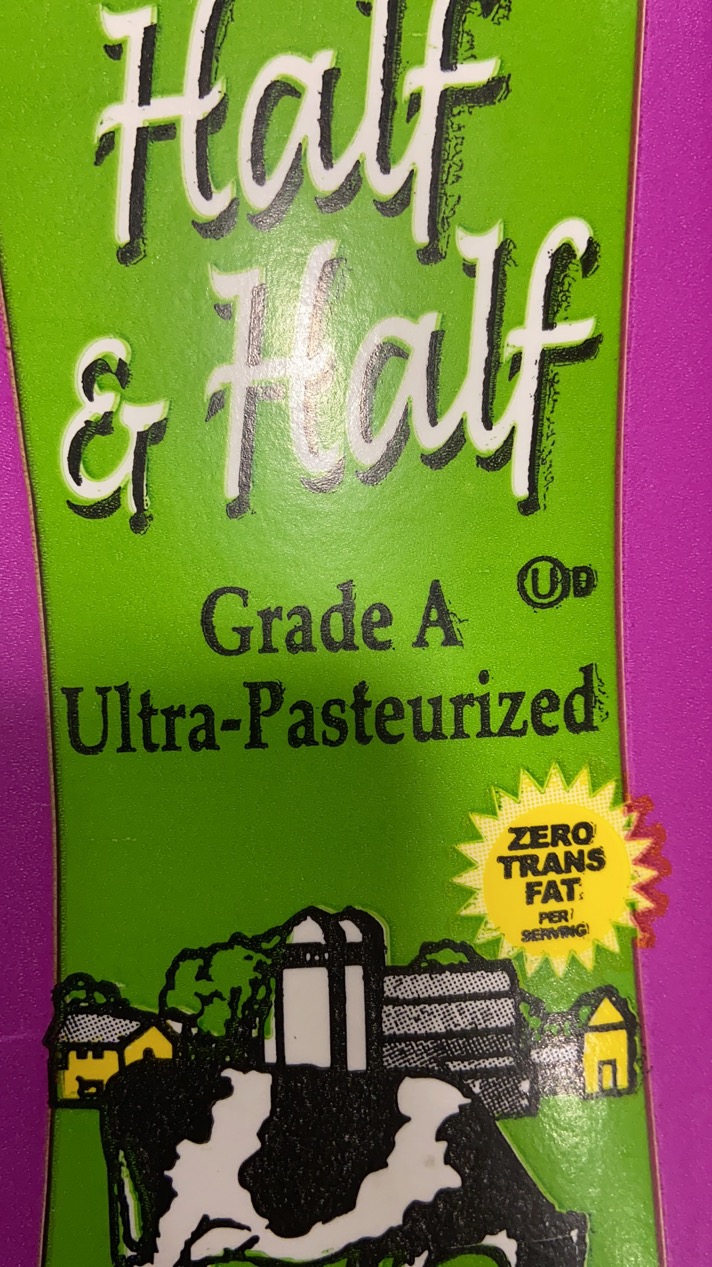 Half
& Half
Ⓤ D
Grade A
Ultra-Pasteurized
ZERO
TRANS
FAT
PER
SERVING